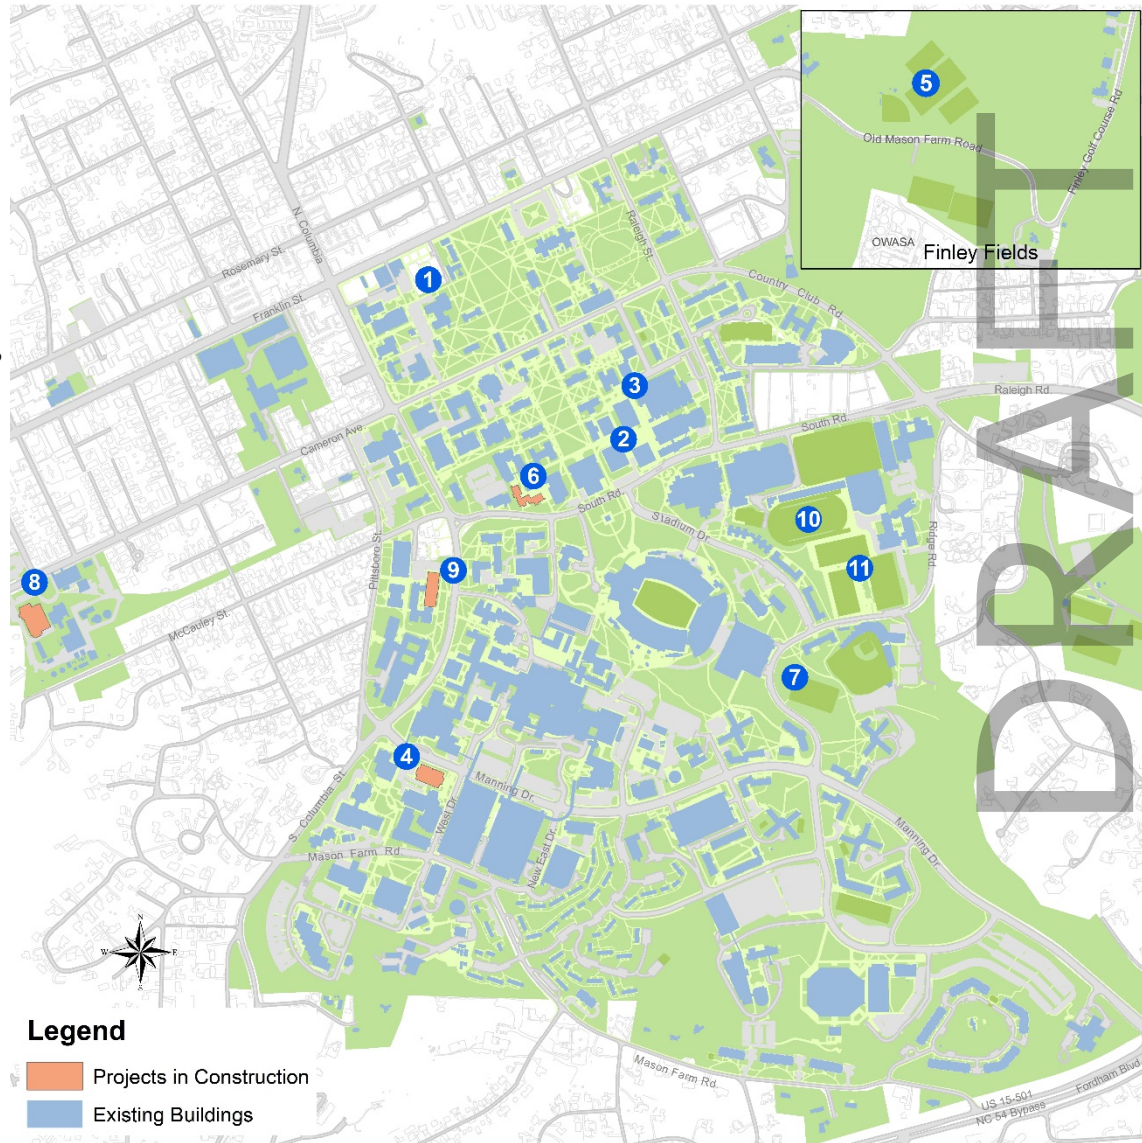 5
Old Mason Farm Road
Finley Golf Course Rd
OWASA
Finley Fields
DRAFT
N. Columbia
Rosemary St.
Franklin St.
1
Raleigh St.
Country Club Rd.
3
2
Cameron Ave.
6
South Rd.
South Rd.
Raleigh Rd.
Stadium Dr.
10
11
Ridge Rd.
Pittsboro St.
9
8
McCauley St.
7
4
Manning Dr.
West Dr.
New East Dr.
S. Columbia St.
Mason Farm Rd
Manning Dr.
N
W
E
S
Legend
Projects in Construction
Existing Buildings
Mason Farm Rd.
US 15-501
NC 54 Bypass
Fordham Blvd.